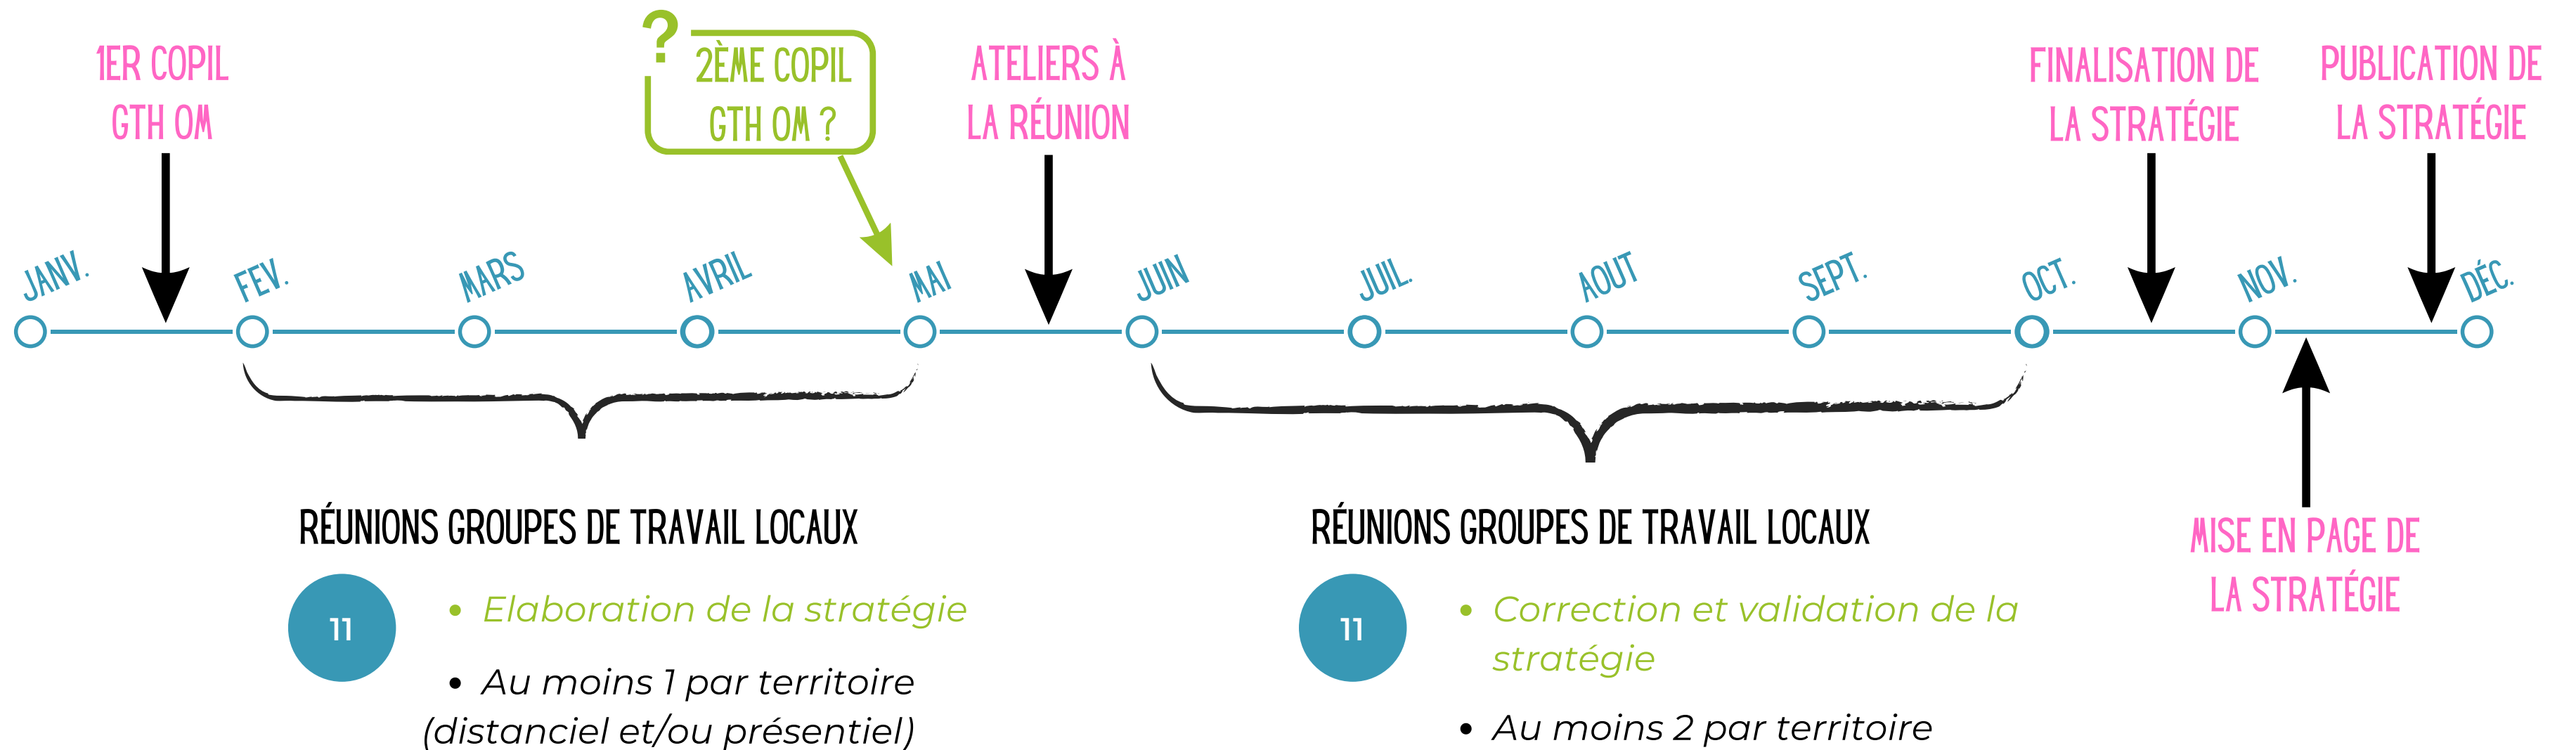 1ER COPIL
GTH OM
?
2ÈME COPIL
GTH OM ?
ATELIERS À
LA RÉUNION
FINALISATION DE
LA STRATÉGIE
PUBLICATION DE
LA STRATÉGIE
JANV.
FEV.
MARS
AVRIL
MAI
JUIN
JUIL.
AOUT
SEPT.
OCT.
NOV.
DÉC.
RÉUNIONS GROUPES DE TRAVAIL LOCAUX
11
• Elaboration de la stratégie
• Au moins 1 par territoire
(distanciel et/ou présentiel)
RÉUNIONS GROUPES DE TRAVAIL LOCAUX
11
• Correction et validation de la
stratégie
• Au moins 2 par territoire
MISE EN PAGE DE
LA STRATÉGIE